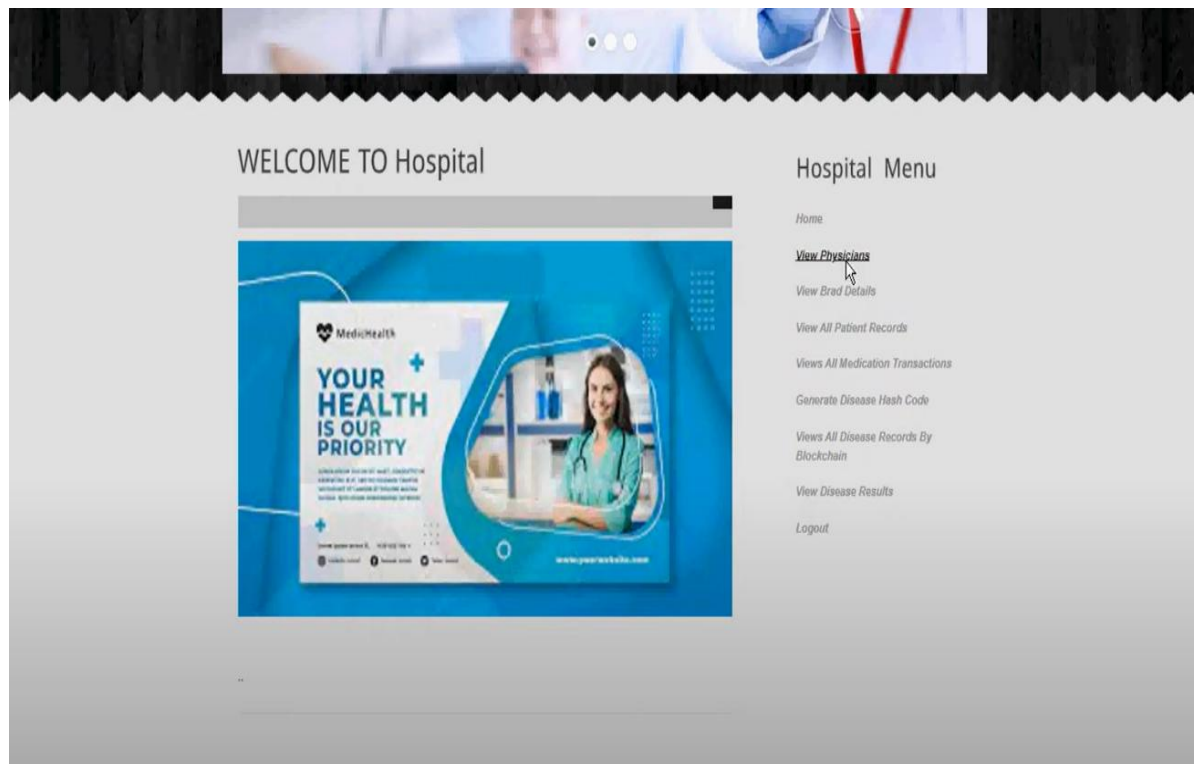 WELCOME TO Hospital
MedicHealth
YOUR
HEALTH
IS OUR
PRIORITY
www.yourwebsite.com
..
Hospital Menu
Home
View Physicians
View Brad Details
View All Patient Records
Views All Medication Transactions
Generate Disease Hash Code
Views All Disease Records By
Blockchain
View Disease Results
Logout